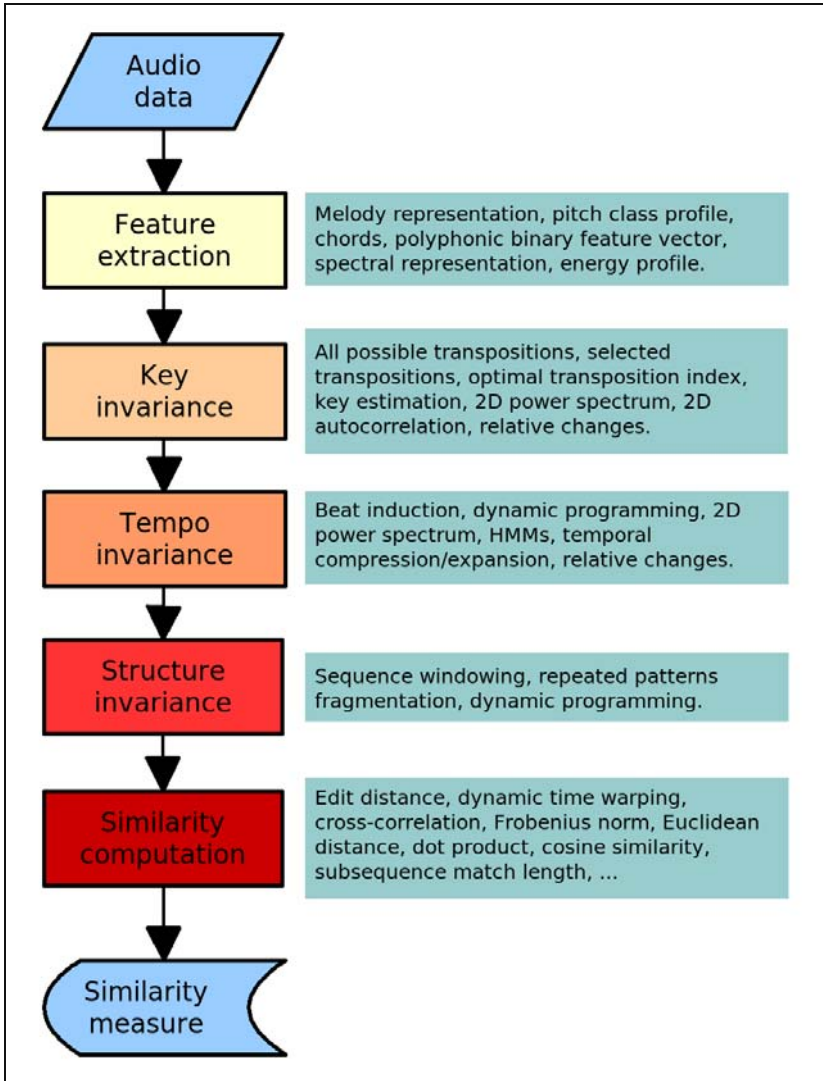 Audio
data
Feature
extraction
Melody representation, pitch class profile,
chords, polyphonic binary feature vector,
spectral representation, energy profile.
Key
invariance
All possible transpositions, selected
transpositions, optimal transposition index,
key estimation, 2D power spectrum, 2D
autocorrelation, relative changes.
Tempo
invariance
Beat induction, dynamic programming, 2D
power spectrum, HMMs, temporal
compression/expansion, relative changes.
Structure
invariance
Sequence windowing, repeated patterns
fragmentation, dynamic programming.
Similarity
computation
Edit distance, dynamic time warping,
cross-correlation, Frobenius norm, Euclidean
distance, dot product, cosine similarity,
subsequence match length, ...
Similarity
measure